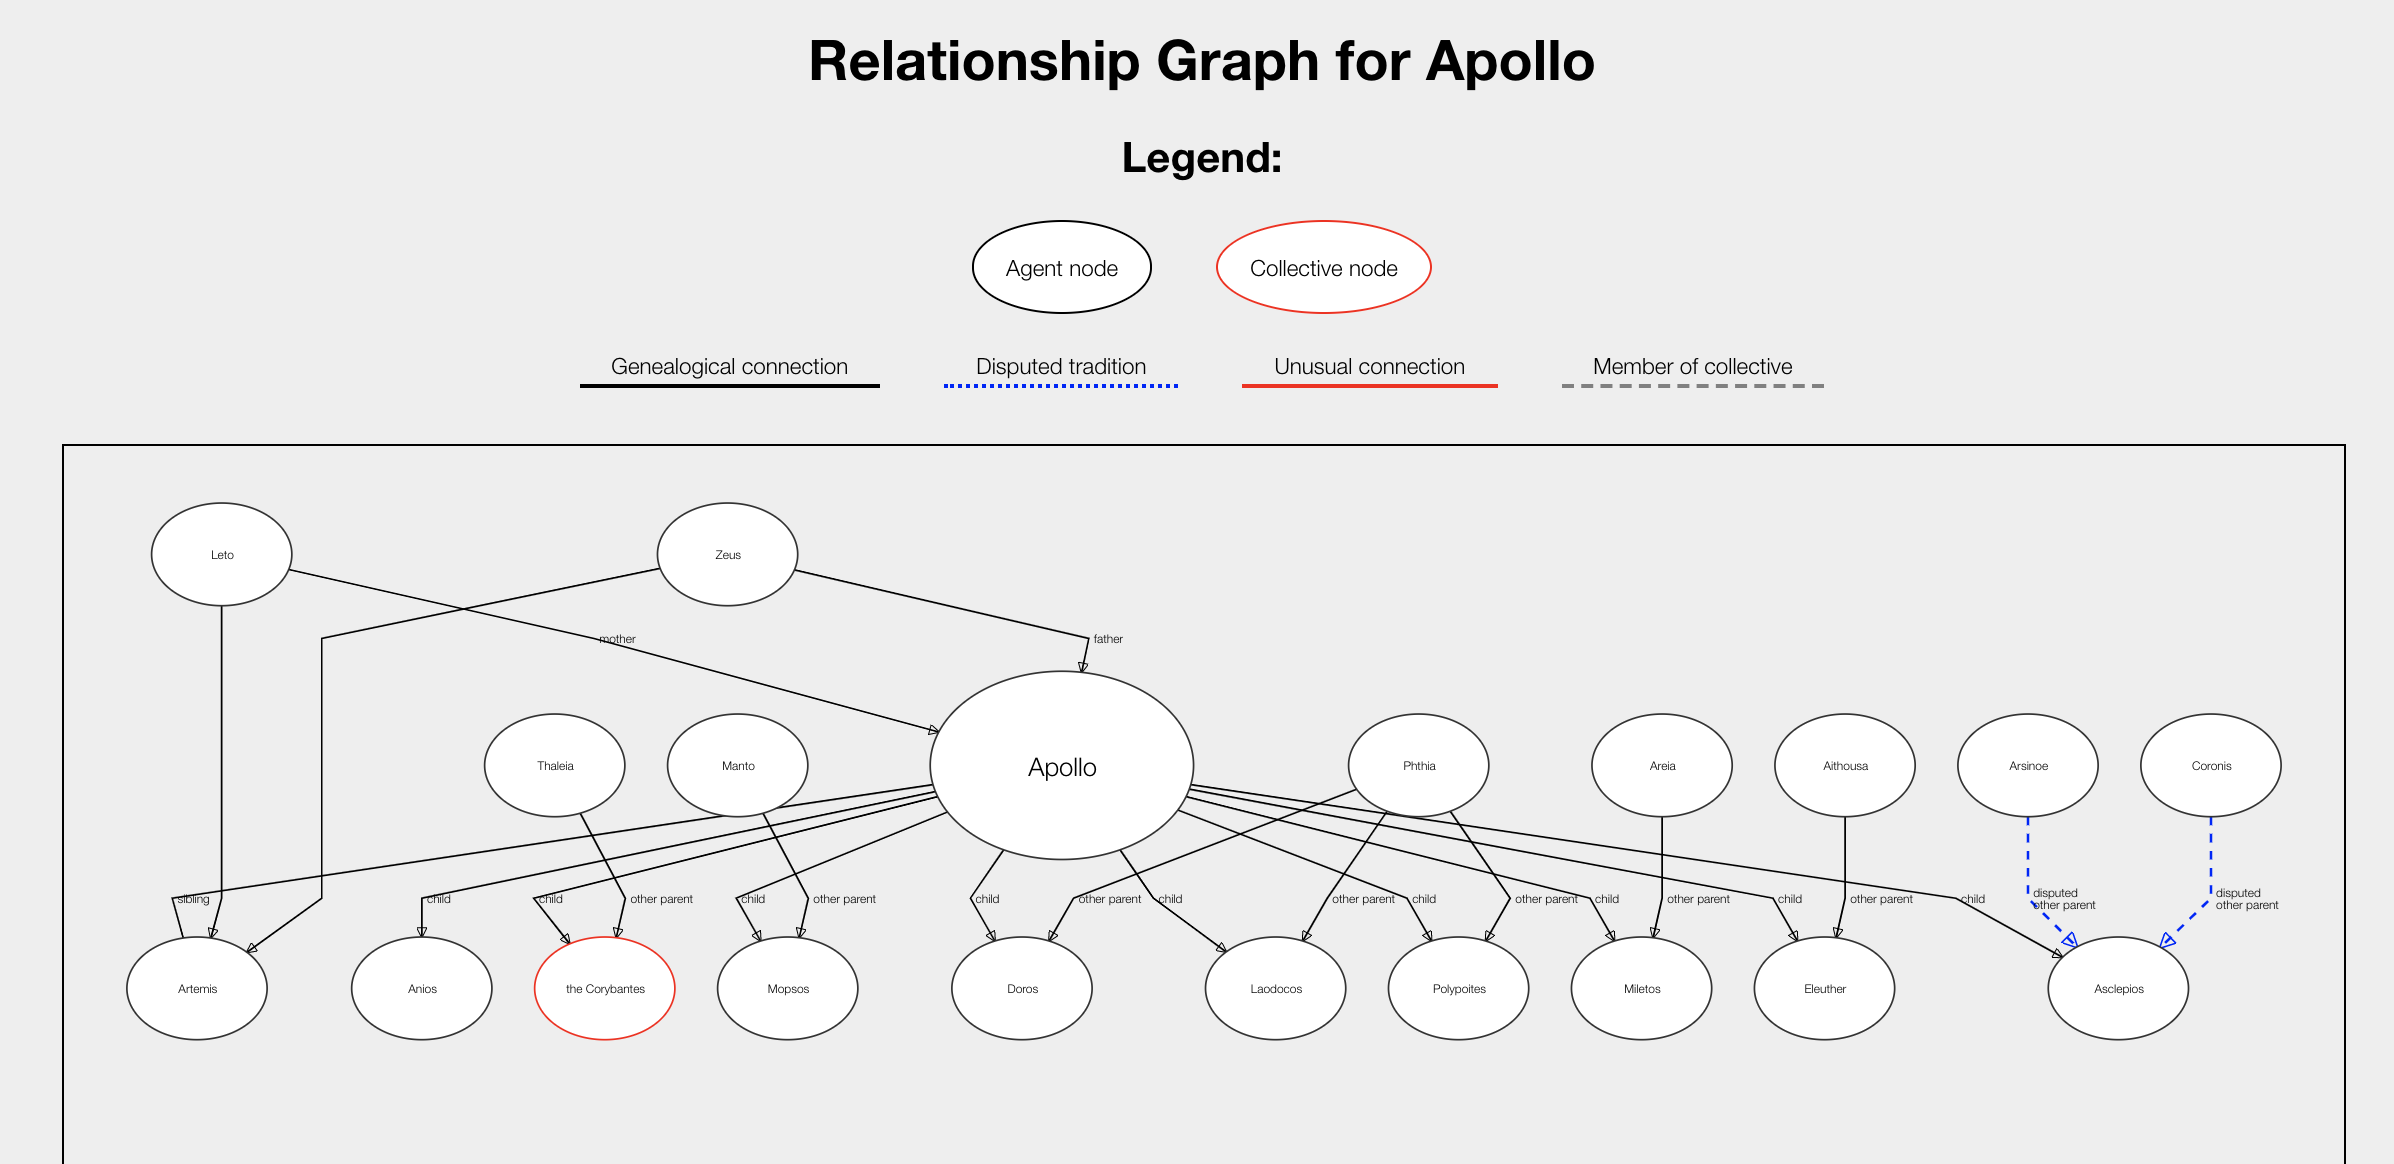 Relationship Graph for Apollo
Legend:
Agent node
Collective node
Genealogical connection
Disputed tradition
Unusual connection
Member of collective
Leto
Zeus
mother
father
Thaleia
Manto
Apollo
Phthia
Areia
Aithousa
Arsinoe
Coronis
sibling
child
child
other parent
child
other parent
child
other parent
child
other parent
child
other parent
child
other parent
child
other parent
child
disputed
other parent
disputed
other parent
Artemis
Anios
the Corybantes
Mopsos
Doros
Laodocos
Polypoites
Miletos
Eleuther
Asclepios